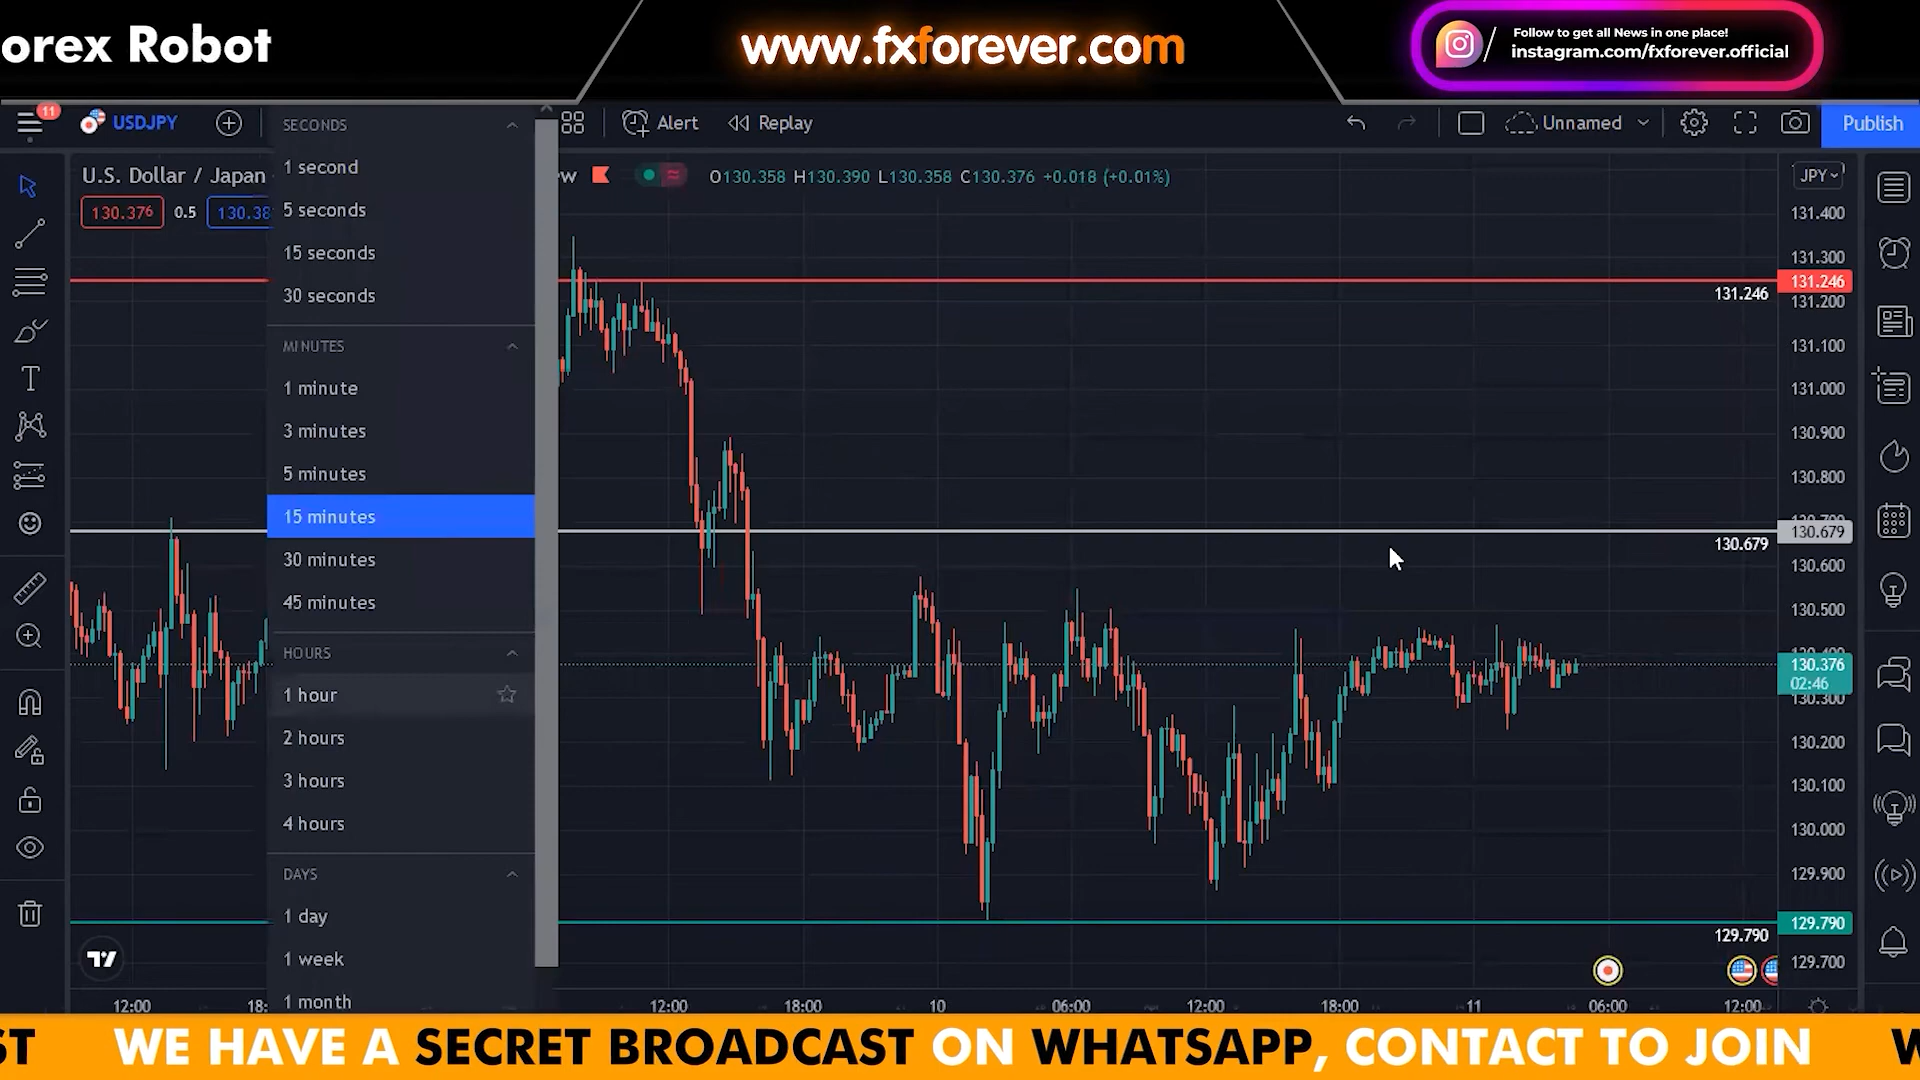 orex Robot
www.fxforever.com
Follow to get all News in one place!
instagram.com/fxforever.official
11
USDJPY
Alert
Replay
Unnamed
Publish
U.S. Dollar / Japan
O130.358 H130.390 L130.358 C130.376 +0.018 (+0.01%)
130.376
0.5
130.38
SECONDS
1 second
5 seconds
15 seconds
30 seconds
MINUTES
1 minute
3 minutes
5 minutes
15 minutes
30 minutes
45 minutes
HOURS
1 hour
2 hours
3 hours
4 hours
DAYS
1 day
1 week
1 month
JPY
131.400
131.300
131.246
131.246
131.200
131.100
131.000
130.900
130.800
130.679
130.679
130.600
130.500
130.376
02:46
130.300
130.200
130.100
130.000
129.900
129.790
129.790
129.700
12:00
18:
12:00
18:00
10
06:00
12:00
18:00
11
06:00
12:00
ST WE HAVE A SECRET BROADCAST ON WHATSAPP, CONTACT TO JOIN W